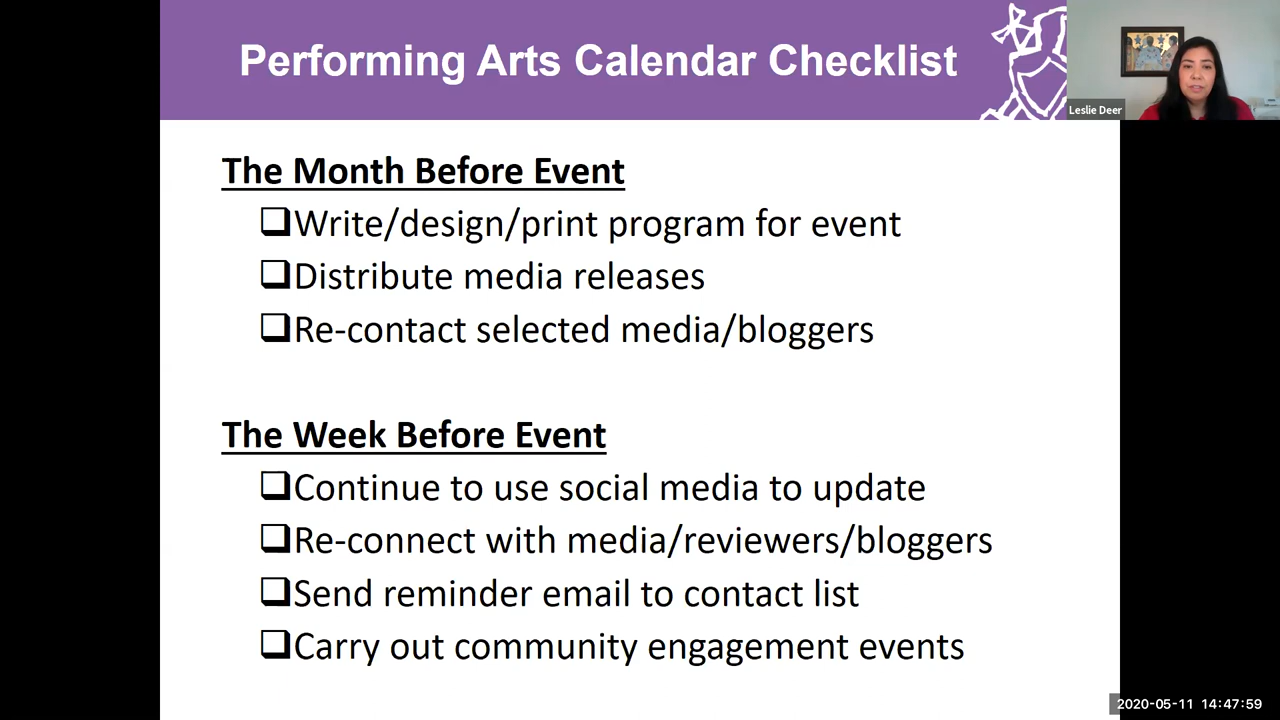 Performing Arts Calendar Checklist
Leslie Deer
The Month Before Event
Write/design/print program for event
Distribute media releases
Re-contact selected media/bloggers
The Week Before Event
Continue to use social media to update
Re-connect with media/reviewers/bloggers
Send reminder email to contact list
Carry out community engagement events
2020-05-11 14:47:59